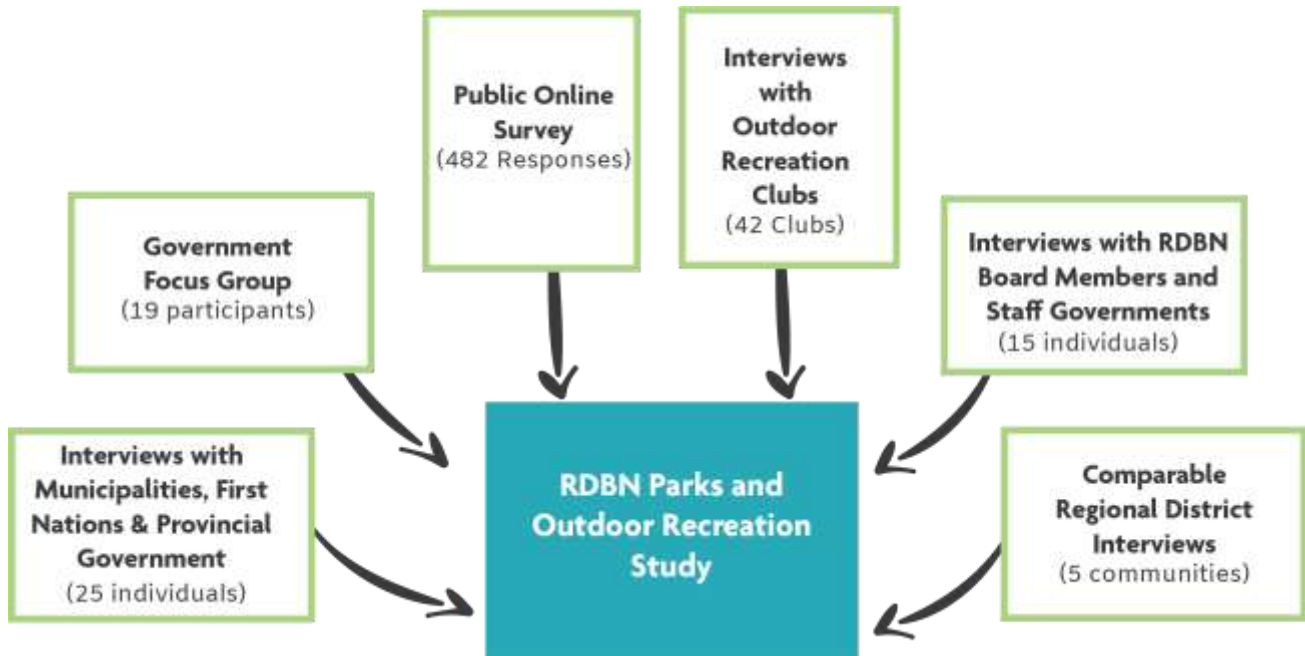 Public Online
Survey
(482 Responses)
Interviews
with
Outdoor
Recreation
Clubs
(42 Clubs)
Government
Focus Group
(19 participants)
Interviews with RDBN
Board Members and
Staff Governments
(15 individuals)
Interviews with
Municipalities, First
Nations & Provincial
Government
(25 individuals)
RDBN Parks and
Outdoor Recreation
Study
Comparable
Regional District
Interviews
(5 communities)